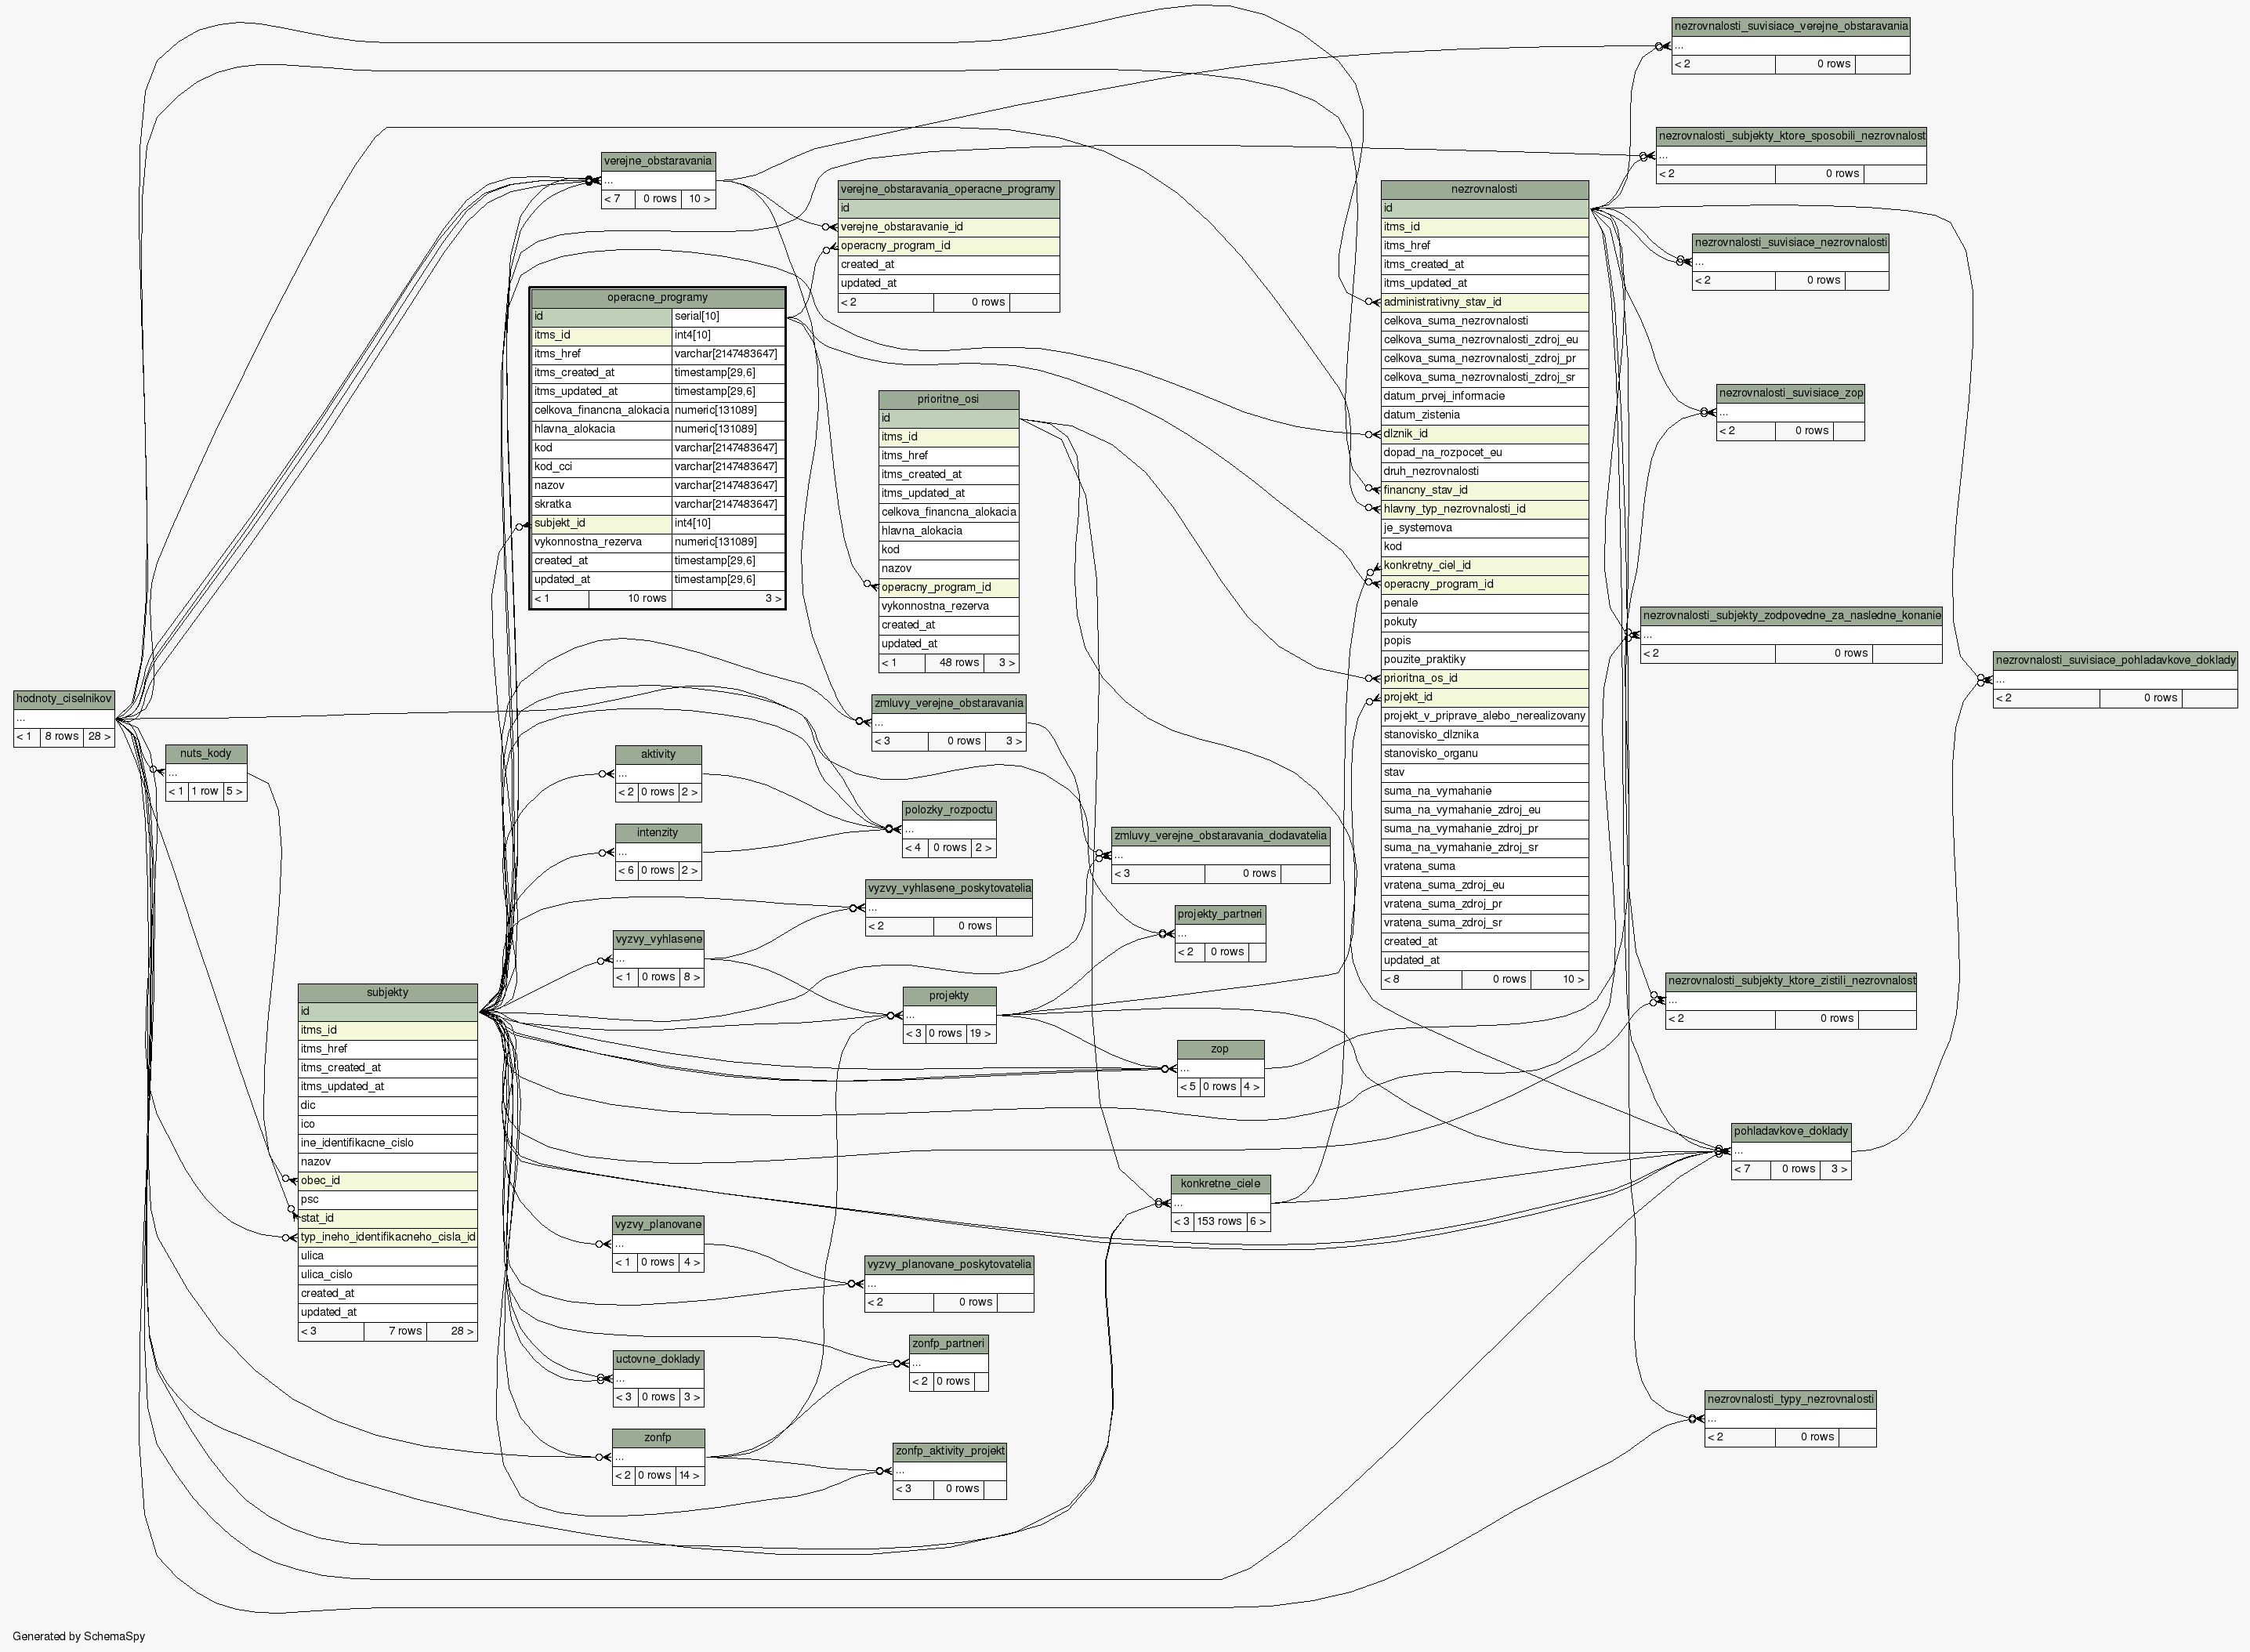 nezrovnalosti_suvisiace_verejne_obstaravania
...
< 2 0 rows
nezrovnalosti_subjekty_ktore_sposobili_nezrovnalost
...
< 2 0 rows
verejne_obstaravania
...
< 7 0 rows 10 >
verejne_obstaravania_operacne_programy
id
verejne_obstaravanie_id
operacny_program_id
created_at
updated_at
< 2 0 rows
nezrovnalosti
id
itms_id
itms_href
itms_created_at
itms_updated_at
administrativny_stav_id
celkova_suma_nezrovnalosti
celkova_suma_nezrovnalosti_zdroj_eu
celkova_suma_nezrovnalosti_zdroj_pr
celkova_suma_nezrovnalosti_zdroj_sr
datum_prvej_informacie
datum_zistenia
dlznik_id
dopad_na_rozpocet_eu
druh_nezrovnalosti
financny_stav_id
hlavny_typ_nezrovnalosti_id
je_systemova
kod
konkretny_ciel_id
operacny_program_id
penale
pokuty
popis
pouzite_praktiky
prioritna_os_id
projekt_id
projekt_v_priprave_alebo_nerealizovany
stanovisko_dlznika
stanovisko_organu
stav
suma_na_vymahanie
suma_na_vymahanie_zdroj_eu
suma_na_vymahanie_zdroj_pr
suma_na_vymahanie_zdroj_sr
vratena_suma
vratena_suma_zdroj_eu
vratena_suma_zdroj_pr
vratena_suma_zdroj_sr
created_at
updated_at
< 8 0 rows 10 >
nezrovnalosti_suvisiace_nezrovnalosti
...
< 2 0 rows
operacne_programy
id serial[10]
itms_id int4[10]
itms_href varchar[2147483647]
itms_created_at timestamp[29,6]
itms_updated_at timestamp[29,6]
celkova_financna_alokacia numeric[131089]
hlavna_alokacia numeric[131089]
kod varchar[2147483647]
kod_cci varchar[2147483647]
nazov varchar[2147483647]
skratka varchar[2147483647]
subjekt_id int4[10]
vykonnostna_rezerva numeric[131089]
created_at timestamp[29,6]
updated_at timestamp[29,6]
< 1 10 rows 3 >
prioritne_osi
id
itms_id
itms_href
itms_created_at
itms_updated_at
celkova_financna_alokacia
hlavna_alokacia
kod
nazov
operacny_program_id
vykonnostna_rezerva
created_at
updated_at
< 1 48 rows 3 >
nezrovnalosti_suvisiace_zop
...
< 2 0 rows
nezrovnalosti_subjekty_zodpovedne_za_nasledne_konanie
...
< 2 0 rows
nezrovnalosti_suvisiace_pohladavkove_doklady
...
< 2 0 rows
hodnoty_ciselnikov
...
< 1 8 rows 28 >
nuts_kody
...
< 1 1 row 5 >
zmluvy_verejne_obstaravania
...
< 3 0 rows 3 >
aktivity
...
< 2 0 rows 2 >
polozky_rozpoctu
...
< 4 0 rows 2 >
intenzity
...
< 6 0 rows 2 >
zmluvy_verejne_obstaravania_dodavatelia
...
< 3 0 rows
vyzvy_vyhlasene_poskytovatelia
...
< 2 0 rows
projekty_partneri
...
< 2 0 rows
vyzvy_vyhlasene
...
< 1 0 rows 8 >
nezrovnalosti_subjekty_ktore_zistili_nezrovnalost
...
< 2 0 rows
subjekty
id
itms_id
itms_href
itms_created_at
itms_updated_at
dic
ico
ine_identifikacne_cislo
nazov
obec_id
psc
stat_id
typ_ineho_identifikacneho_cisla_id
ulica
ulica_cislo
created_at
updated_at
< 3 7 rows 28 >
projekty
...
< 3 0 rows 19 >
zop
...
< 5 0 rows 4 >
pohladavkove_doklady
...
< 7 0 rows 3 >
konkretne_ciele
...
< 3 153 rows 6 >
vyzvy_planovane
...
< 1 0 rows 4 >
vyzvy_planovane_poskytovatelia
...
< 2 0 rows
zonfp_partneri
...
< 2 0 rows
uctovne_doklady
...
< 3 0 rows 3 >
nezrovnalosti_typy_nezrovnalosti
...
< 2 0 rows
zonfp
...
< 2 0 rows 14 >
zonfp_aktivity_projekt
...
< 3 0 rows
Generated by SchemaSpy